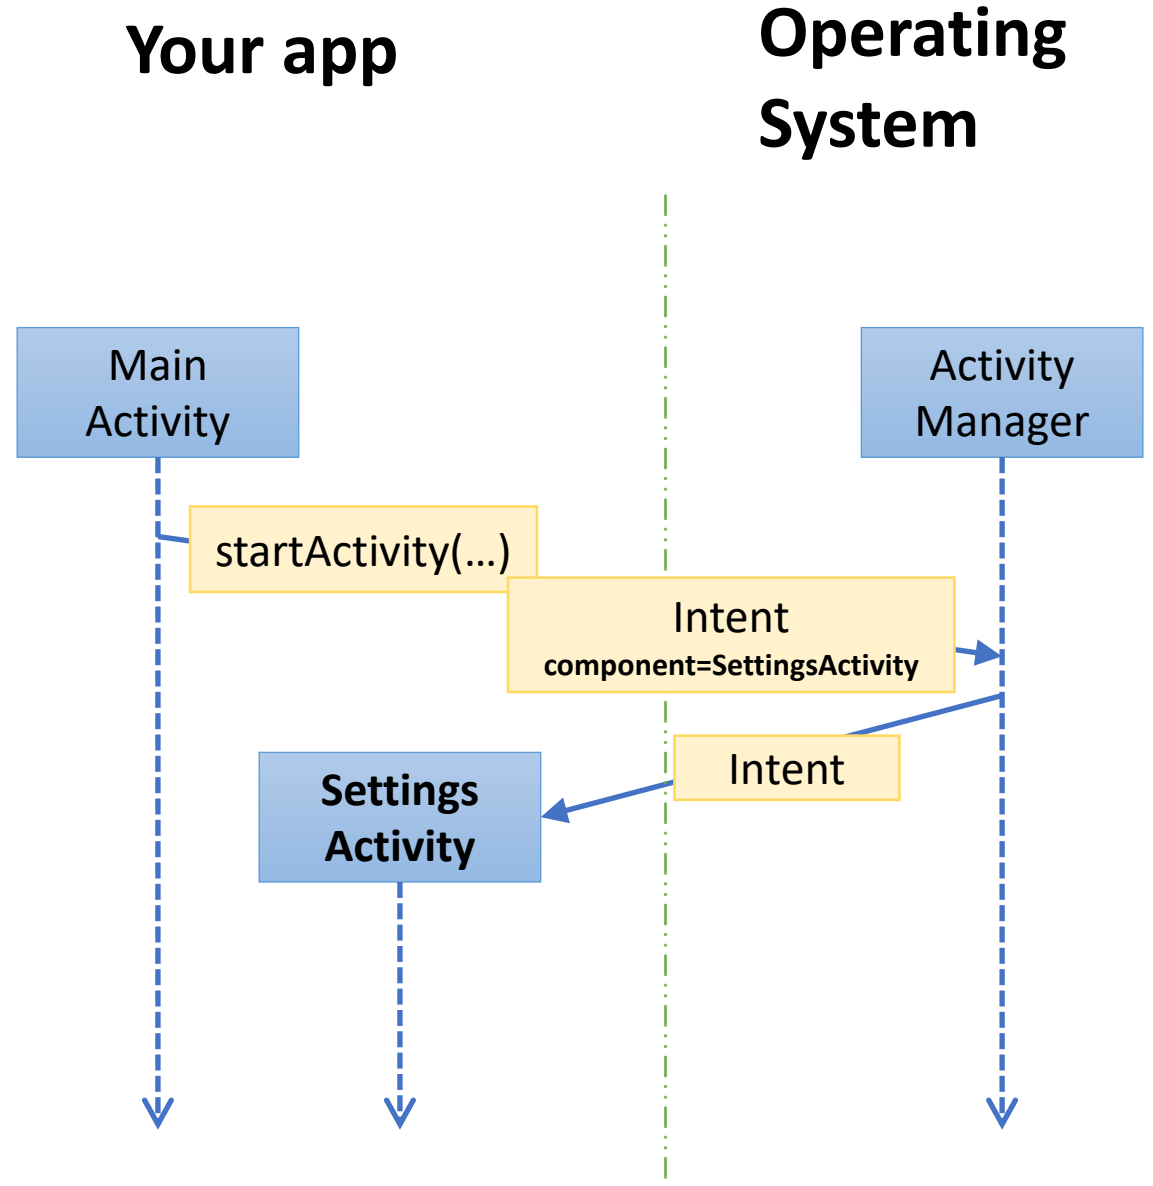 Your app
Operating
System
Main
Activity
Activity
Manager
startActivity(...)
Intent
component=SettingsActivity
Intent
Settings
Activity